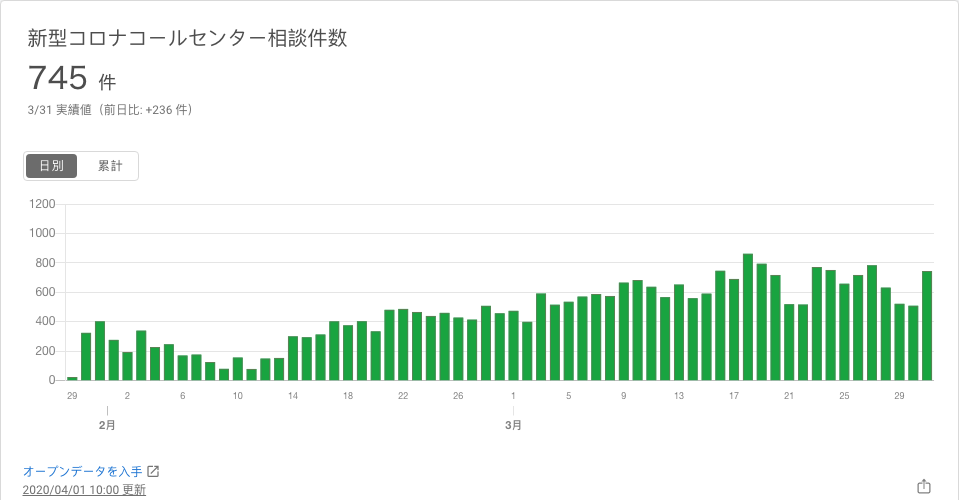 新型コロナコールセンター相談件数
745 件
3/31 実績値（前日比: +236 件）
日別 累計
1200
1000
800
600
400
200
0
29 2 6 10 14 18 22 26 1 5 9 13 17 21 25 29
2月 3月
オープンデータを入手
2020/04/01 10:00 更新